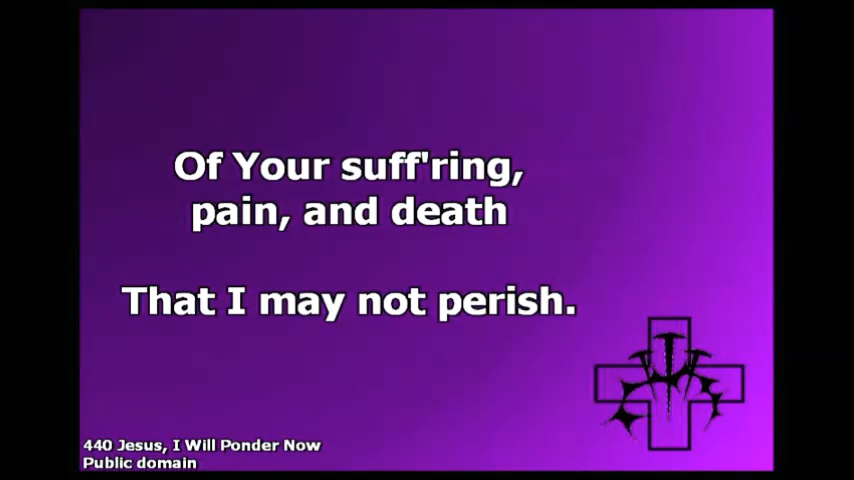 Of Your suff'ring,
pain, and death
That I may not perish.
440 Jesus, I Will Ponder Now
Public domain